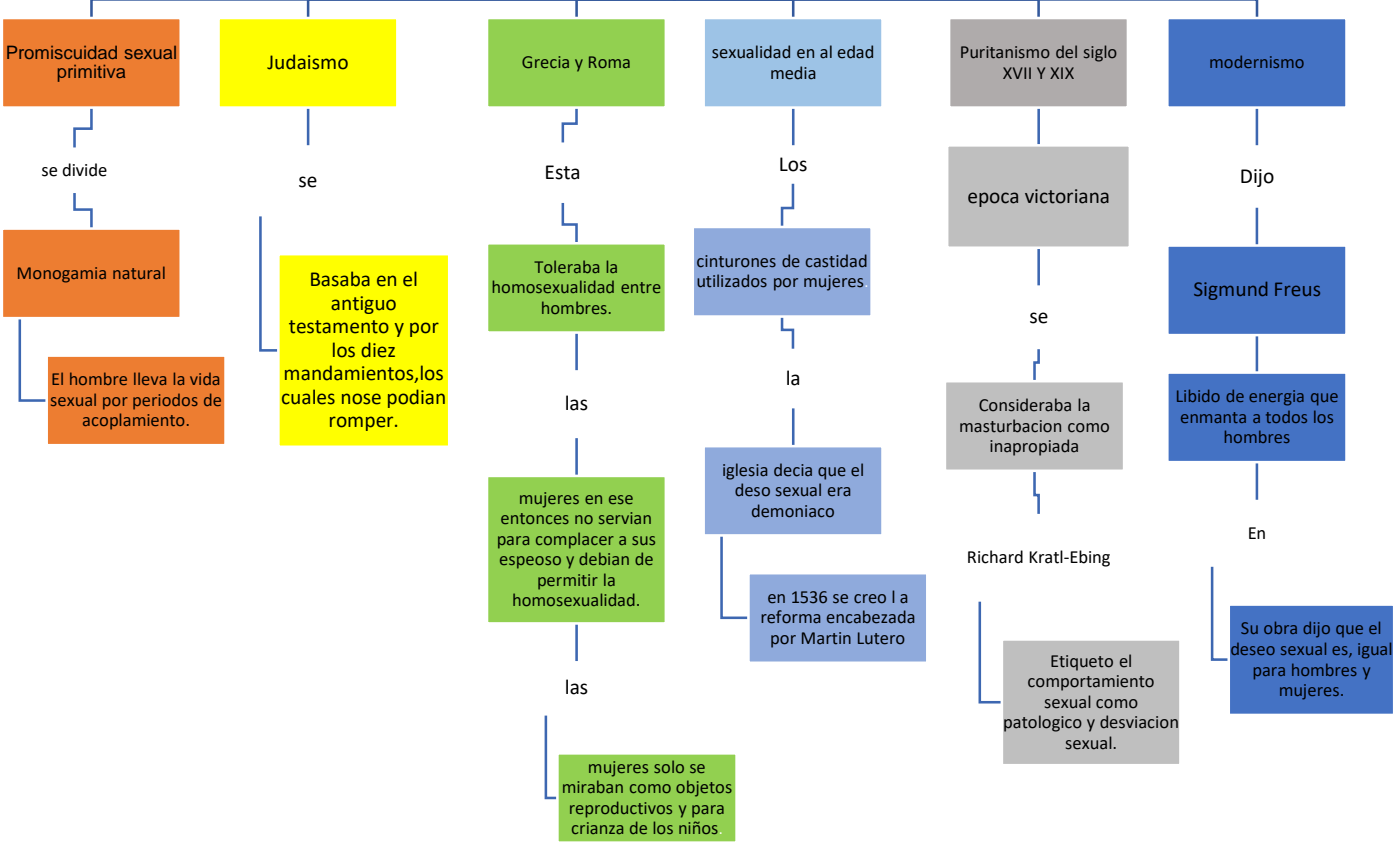 Promiscuidad sexual
primitiva
se divide
Monogamia natural
El hombre lleva la vida
sexual por periodos de
acoplamiento.
Judaismo
se
Basaba en el
antiguo
testamento y por
los diez
mandamientos,los
cuales nose podian
romper.
Grecia y Roma
Esta
Toleraba la
homosexualidad entre
hombres.
las
mujeres en ese
entonces no servian
para complacer a sus
espeoso y debian de
permitir la
homosexualidad.
las
mujeres solo se
miraban como objetos
reproductivos y para
crianza de los niños.
sexualidad en al edad
media
Los
cinturones de castidad
utilizados por mujeres.
la
iglesia decia que el
deso sexual era
demoniaco
en 1536 se creo l a
reforma encabezada
por Martin Lutero
Puritanismo del siglo
XVII Y XIX
epoca victoriana
se
Consideraba la
masturbacion como
inapropiada
Richard Kratl-Ebing
Etiqueto el
comportamiento
sexual como
patologico y desviacion
sexual.
modernismo
Dijo
Sigmund Freus
Libido de energia que
enmanta a todos los
hombres
En
Su obra dijo que el
deseo sexual es, igual
para hombres y
mujeres.